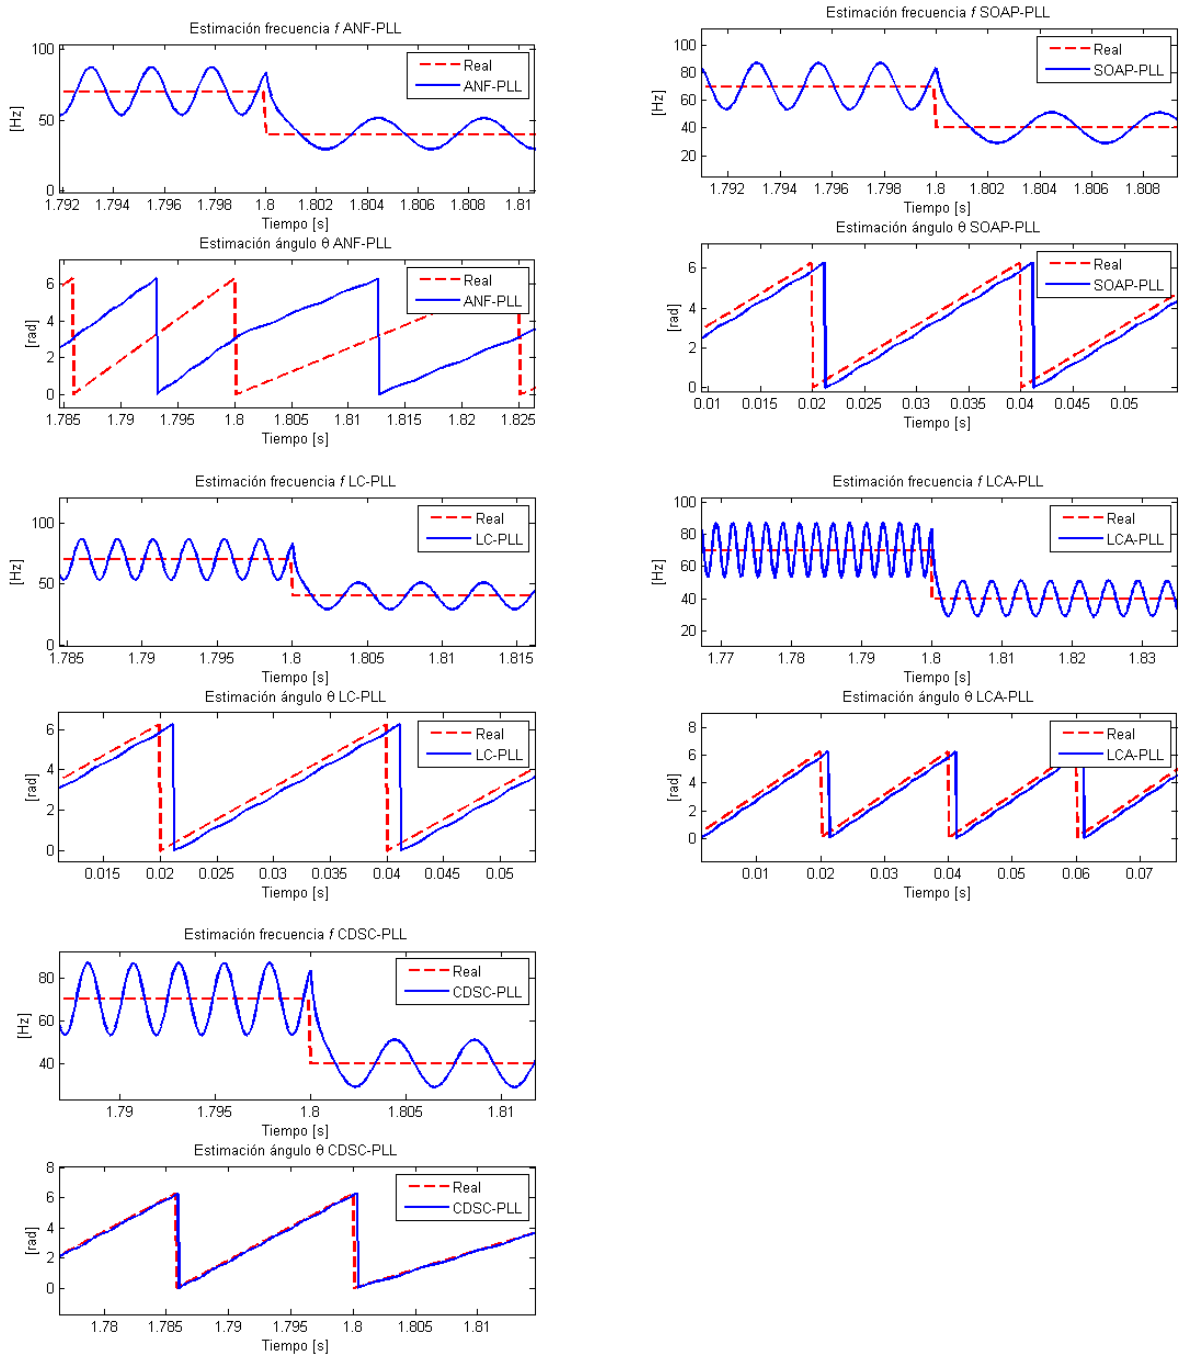 Estimación frecuencia f ANF-PLL
100
50
0
[Hz]
Real
ANF-PLL
1.792 1.794 1.796 1.798 1.8 1.802 1.804 1.806 1.808 1.81
Tiempo [s]
Estimación ángulo θ ANF-PLL
6
4
2
0
[rad]
Real
ANF-PLL
1.785 1.79 1.795 1.8 1.805 1.81 1.815 1.82 1.825
Tiempo [s]
Estimación frecuencia f SOAP-PLL
100
80
60
40
20
[Hz]
Real
SOAP-PLL
1.792 1.794 1.796 1.798 1.8 1.802 1.804 1.806 1.808
Tiempo [s]
Estimación ángulo θ SOAP-PLL
6
4
2
0
[rad]
Real
SOAP-PLL
0.01 0.015 0.02 0.025 0.03 0.035 0.04 0.045 0.05
Tiempo [s]
Estimación frecuencia f LC-PLL
100
50
0
[Hz]
Real
LC-PLL
1.785 1.79 1.795 1.8 1.805 1.81 1.815
Tiempo [s]
Estimación ángulo θ LC-PLL
6
4
2
0
[rad]
Real
LC-PLL
0.015 0.02 0.025 0.03 0.035 0.04 0.045 0.05
Tiempo [s]
Estimación frecuencia f LCA-PLL
100
80
60
40
20
[Hz]
Real
LCA-PLL
1.77 1.78 1.79 1.8 1.81 1.82 1.83
Tiempo [s]
Estimación ángulo θ LCA-PLL
8
6
4
2
0
[rad]
Real
LCA-PLL
0.01 0.02 0.03 0.04 0.05 0.06 0.07
Tiempo [s]
Estimación frecuencia f CDSC-PLL
80
60
40
[Hz]
Real
CDSC-PLL
1.79 1.795 1.8 1.805 1.81
Tiempo [s]
Estimación ángulo θ CDSC-PLL
8
6
4
2
0
[rad]
Real
CDSC-PLL
1.78 1.785 1.79 1.795 1.8 1.805 1.81
Tiempo [s]